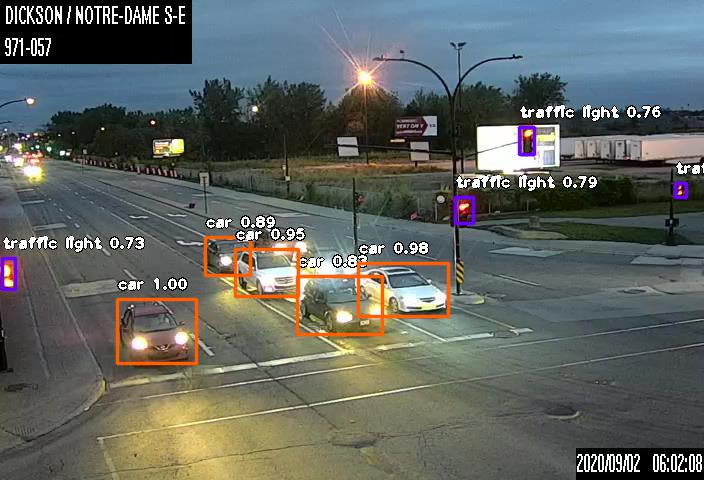 DICKSON / NOTRE-DAME S-E
971-057
traffic light 0.76
traffic light 0.79
traf
traffic light 0.73
car 0.89
car 0.95
car 0.83
car 0.98
car 1.00
2020/09/02 06:02:08